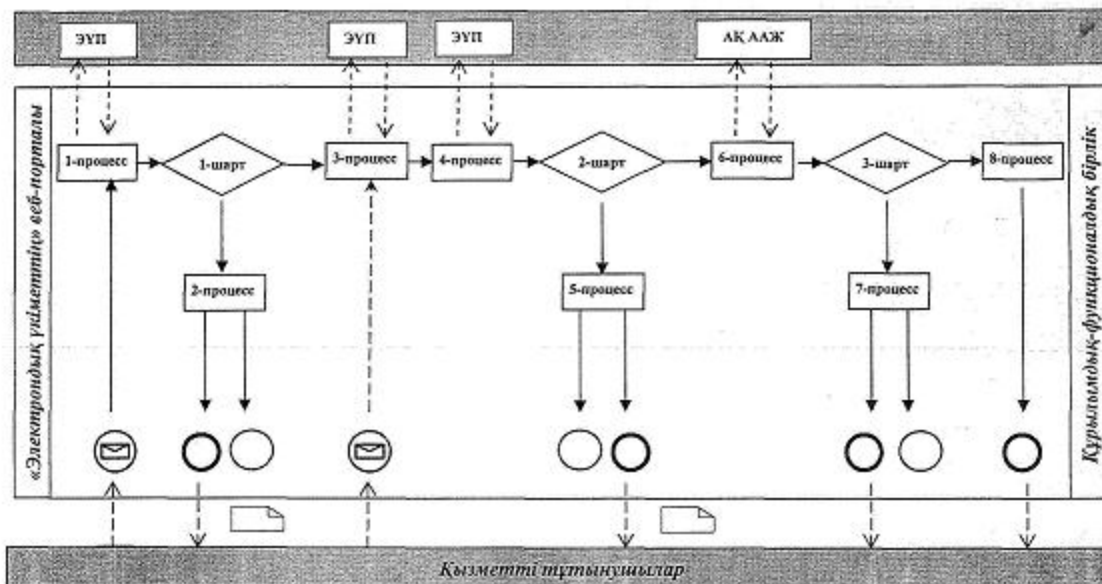 ЭҮП ЭҮП ЭҮП АҚ ААЖ
«Электрондық үкіметтің» веб-порталы
1-процесс 1-шарт 3-процесс 4-процесс 2-шарт 6-процесс 3-шарт 8-процесс
2-процесс 5-процесс 7-процесс
Құрылымдық-функционалдық бірлік
Қызметті тұтынушылар